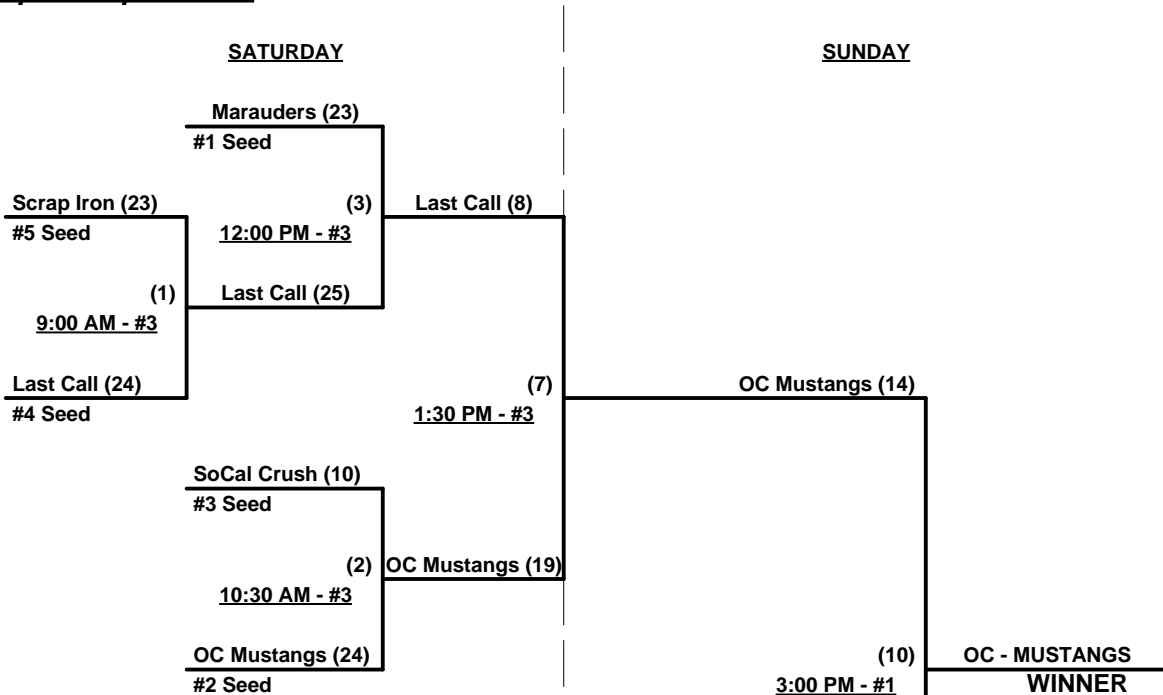 SATURDAY
SUNDAY
Marauders (23)
#1 Seed
Scrap Iron (23)
(3)
Last Call (8)
#5 Seed
12:00 PM - #3
(1)
Last Call (25)
9:00 AM - #3
Last Call (24)
(7)
OC Mustangs (14)
#4 Seed
1:30 PM - #3
SoCal Crush (10)
#3 Seed
(2)
OC Mustangs (19)
10:30 AM - #3
OC Mustangs (24)
(10)
OC - MUSTANGS
#2 Seed
3:00 PM - #1
WINNER